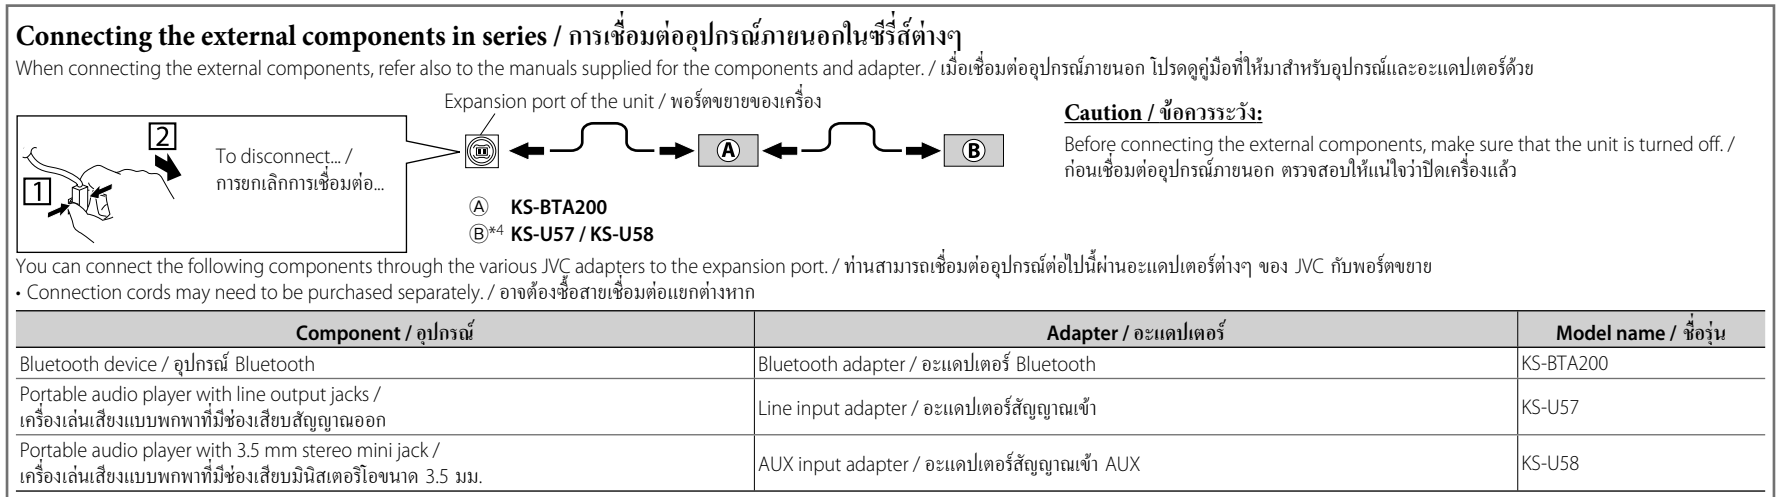 Connecting the external components in series / การเชื่อมต่ออุปกรณ์ภายนอกในซีรี่ส์ต่างๆ
When connecting the external components, refer also to the manuals supplied for the components and adapter. / เมื่อเชื่อมต่ออุปกรณ์ภายนอก โปรดดูคู่มือที่ให้มาสำหรับอุปกรณ์และอะแดปเตอร์ด้วย
Expansion port of the unit / พอร์ตขยายของเครื่อง
1
2
To disconnect... /
การยกเลิกการเชื่อมต่อ...
A
B
Ⓐ KS-BTA200
Ⓑ*4 KS-U57 / KS-U58
Caution / ข้อควรระวัง:
Before connecting the external components, make sure that the unit is turned off. /
ก่อนเชื่อมต่ออุปกรณ์ภายนอก ตรวจสอบให้แน่ใจว่าปิดเครื่องแล้ว
You can connect the following components through the various JVC adapters to the expansion port. / ท่านสามารถเชื่อมต่ออุปกรณ์ต่อไปนี้ผ่านอะแดปเตอร์ต่างๆ ของ JVC กับพอร์ตขยาย
• Connection cords may need to be purchased separately. / อาจต้องซื้อสายเชื่อมต่อแยกต่างหาก
Component / อุปกรณ์ Adapter / อะแดปเตอร์ Model name / ชื่อรุ่น
Bluetooth device / อุปกรณ์ Bluetooth Bluetooth adapter / อะแดปเตอร์ Bluetooth KS-BTA200
Portable audio player with line output jacks /
เครื่องเล่นเสียงแบบพกพาที่มีช่องเสียบสัญญาณออก
Line input adapter / อะแดปเตอร์สัญญาณเข้า KS-U57
Portable audio player with 3.5 mm stereo mini jack /
เครื่องเล่นเสียงแบบพกพาที่มีช่องเสียบมินิสเตอริโอขนาด 3.5 มม.
AUX input adapter / อะแดปเตอร์สัญญาณเข้า AUX KS-U58